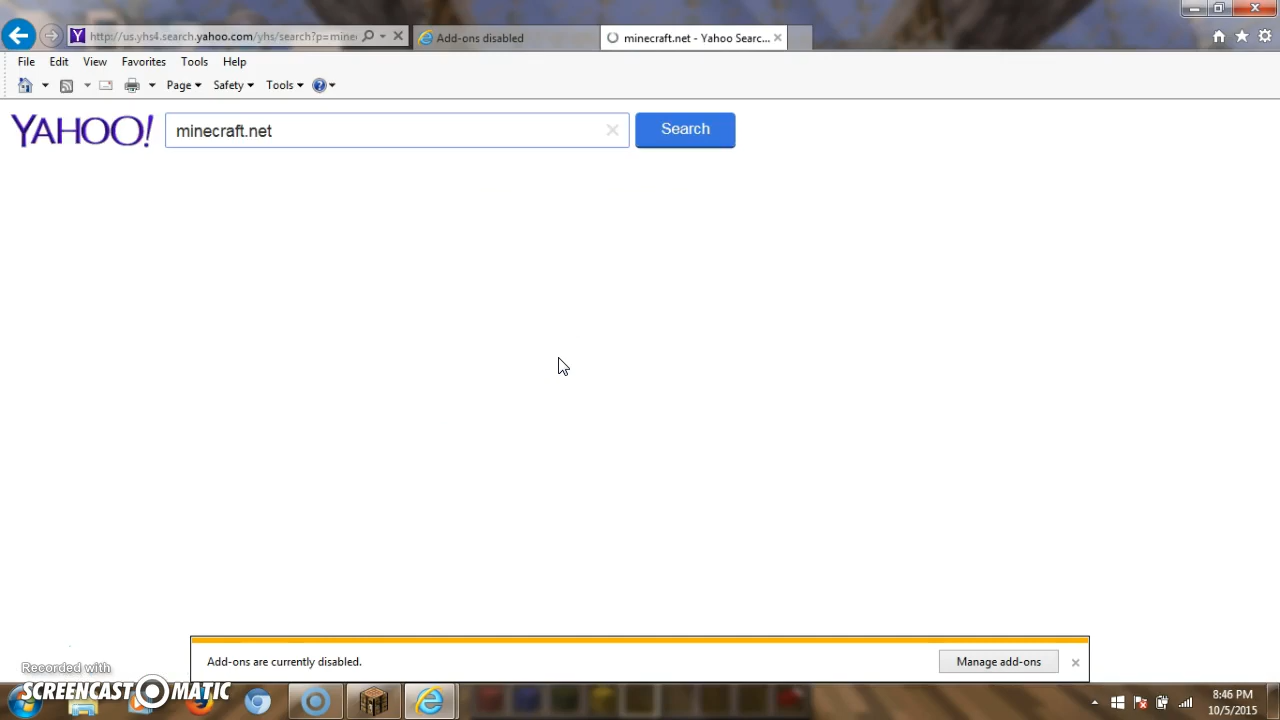 http://us.yhs4.search.yahoo.com/yhs/search?p=mine
Add-ons disabled
minecraft.net - Yahoo Searc...
File Edit View Favorites Tools Help
Page Safety Tools
YAHOO! minecraft.net Search
Add-ons are currently disabled. Manage add-ons
Recorded with
SCREENCAST MATIC
8:46 PM
10/5/2015